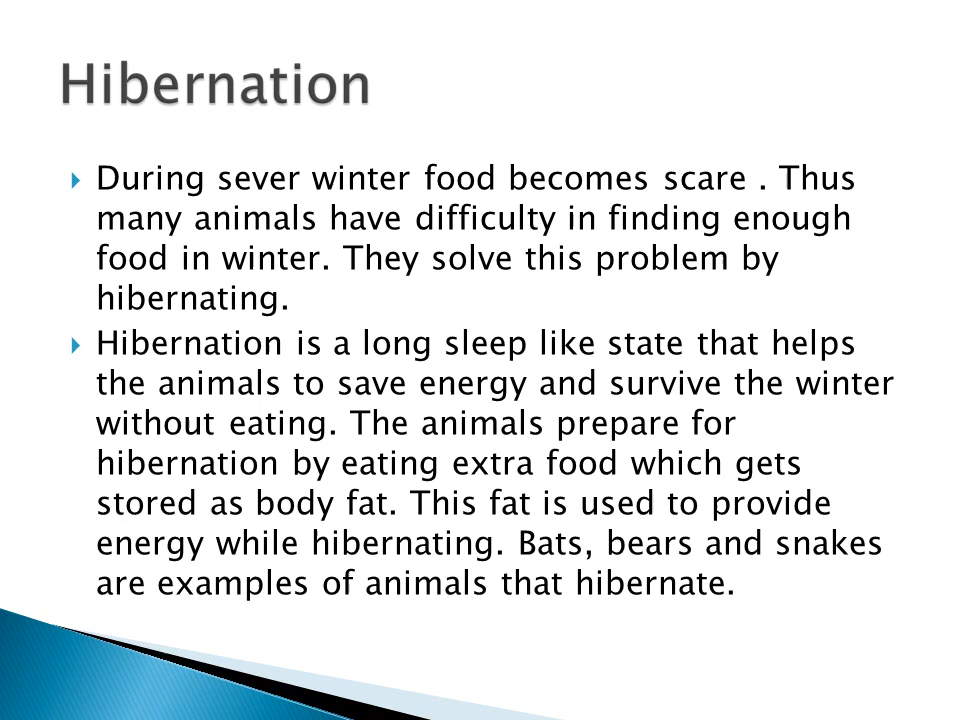 Hibernation
During sever winter food becomes scare . Thus
many animals have difficulty in finding enough
food in winter. They solve this problem by
hibernating.
Hibernation is a long sleep like state that helps
the animals to save energy and survive the winter
without eating. The animals prepare for
hibernation by eating extra food which gets
stored as body fat. This fat is used to provide
energy while hibernating. Bats, bears and snakes
are examples of animals that hibernate.